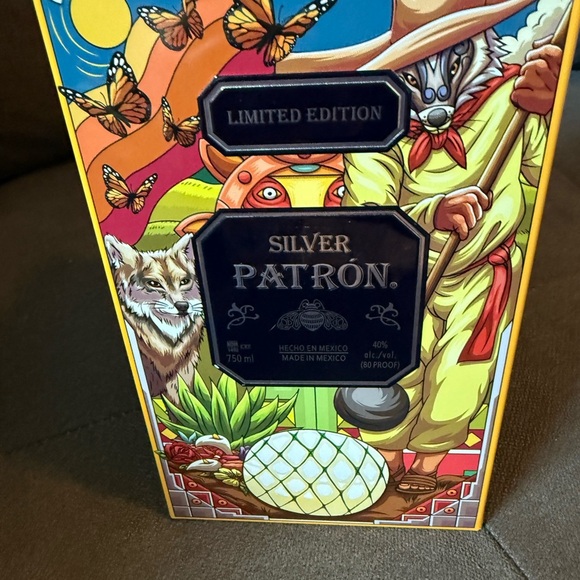 LIMITED EDITION
SILVER
PATRÓN.
750 ml
HECHO EN MEXICO
MADE IN MEXICO
40%
alc./vol.
(80 PROOF)